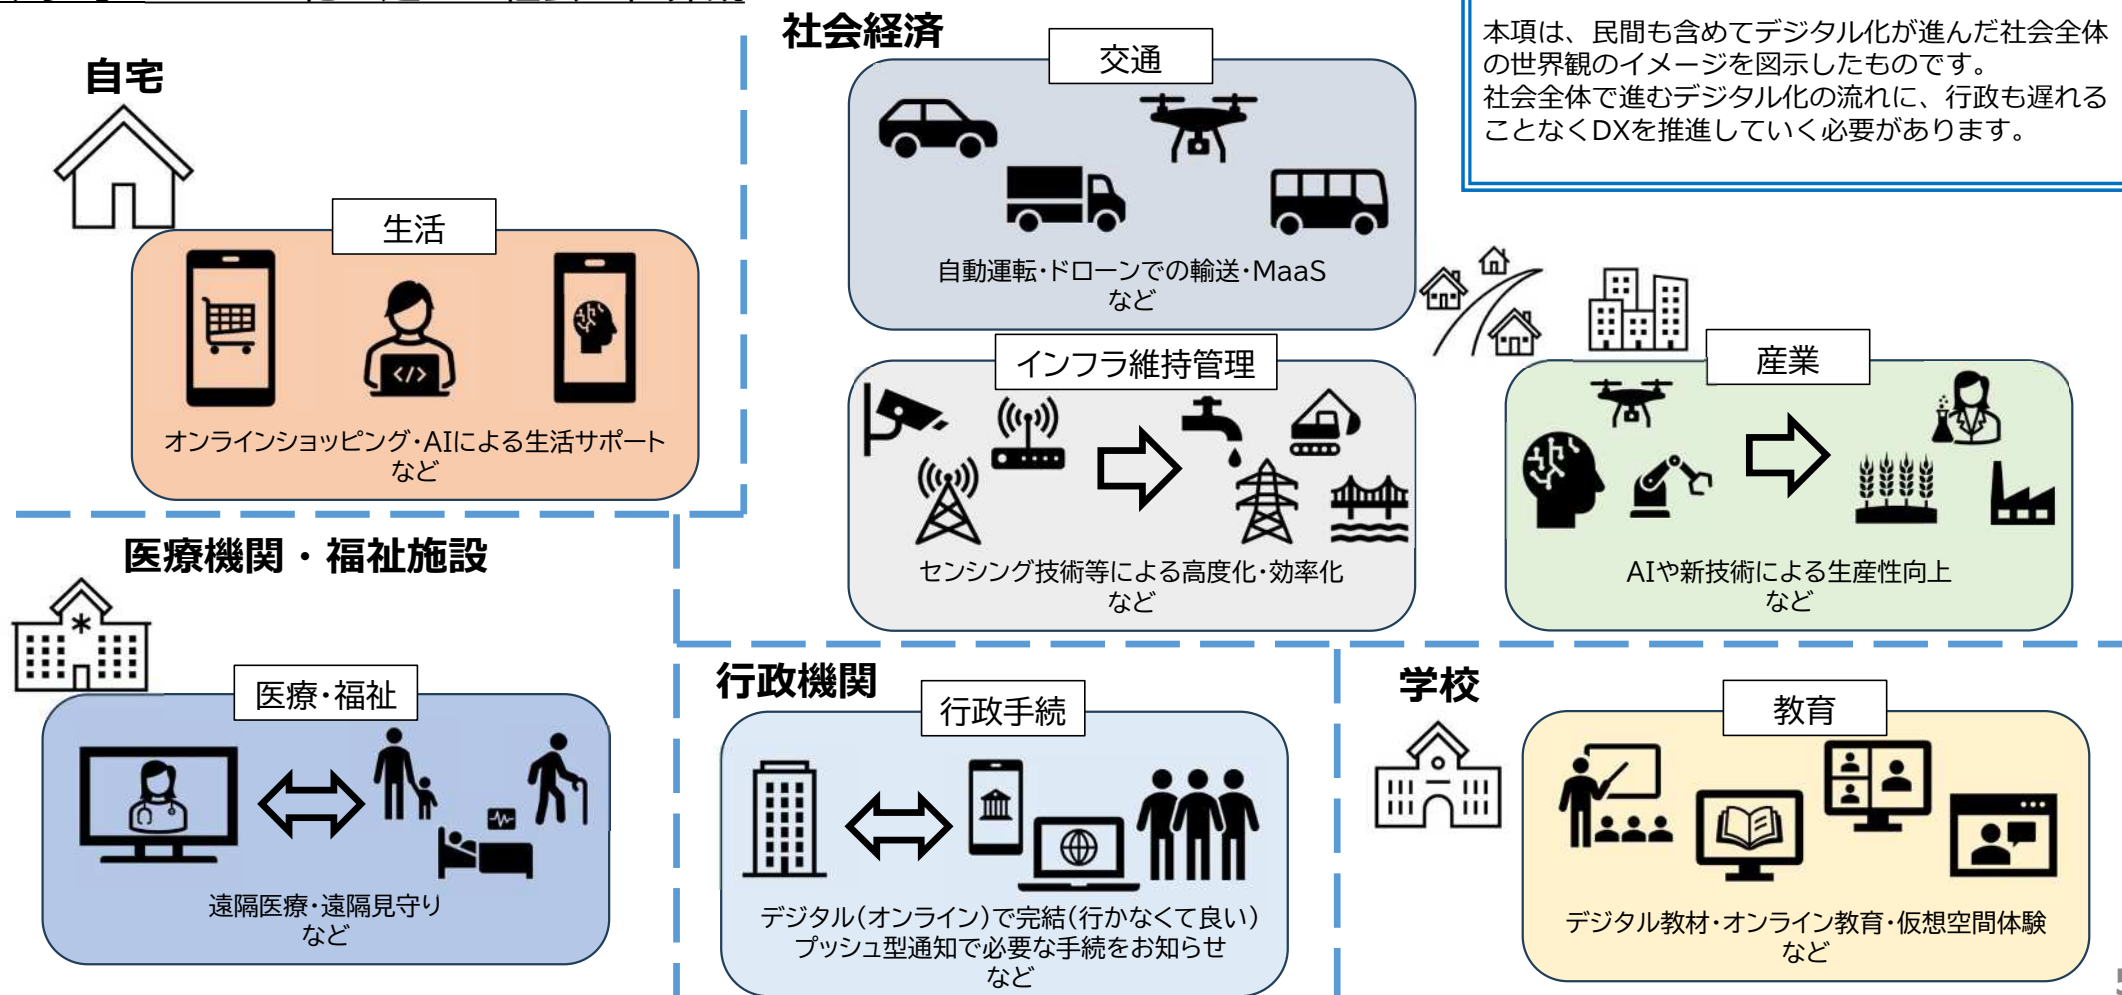 自宅
生活
オンラインショッピング・AIによる生活サポート
など
社会経済
交通
自動運転・ドローンでの輸送・MaaS
など
本項は、民間も含めてデジタル化が進んだ社会全体
の世界観のイメージを図示したものです。
社会全体で進むデジタル化の流れに、行政も遅れる
ことなくDXを推進していく必要があります。
インフラ維持管理
センシング技術等による高度化・効率化
など
産業
AIや新技術による生産性向上
など
医療機関・福祉施設
医療・福祉
遠隔医療・遠隔見守り
など
行政機関
行政手続
デジタル(オンライン)で完結(行かなくて良い)
プッシュ型通知で必要な手続をお知らせ
など
学校
教育
デジタル教材・オンライン教育・仮想空間体験
など